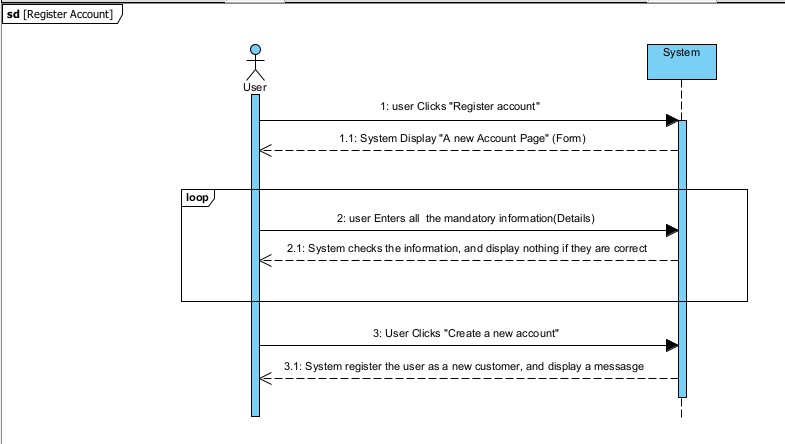 sd [Register Account]
User
System
1: user Clicks "Register account"
1.1: System Display "A new Account Page" (Form)
loop
2: user Enters all the mandatory information(Details)
2.1: System checks the information, and display nothing if they are correct
3: User Clicks "Create a new account"
3.1: System register the user as a new customer, and display a messasge